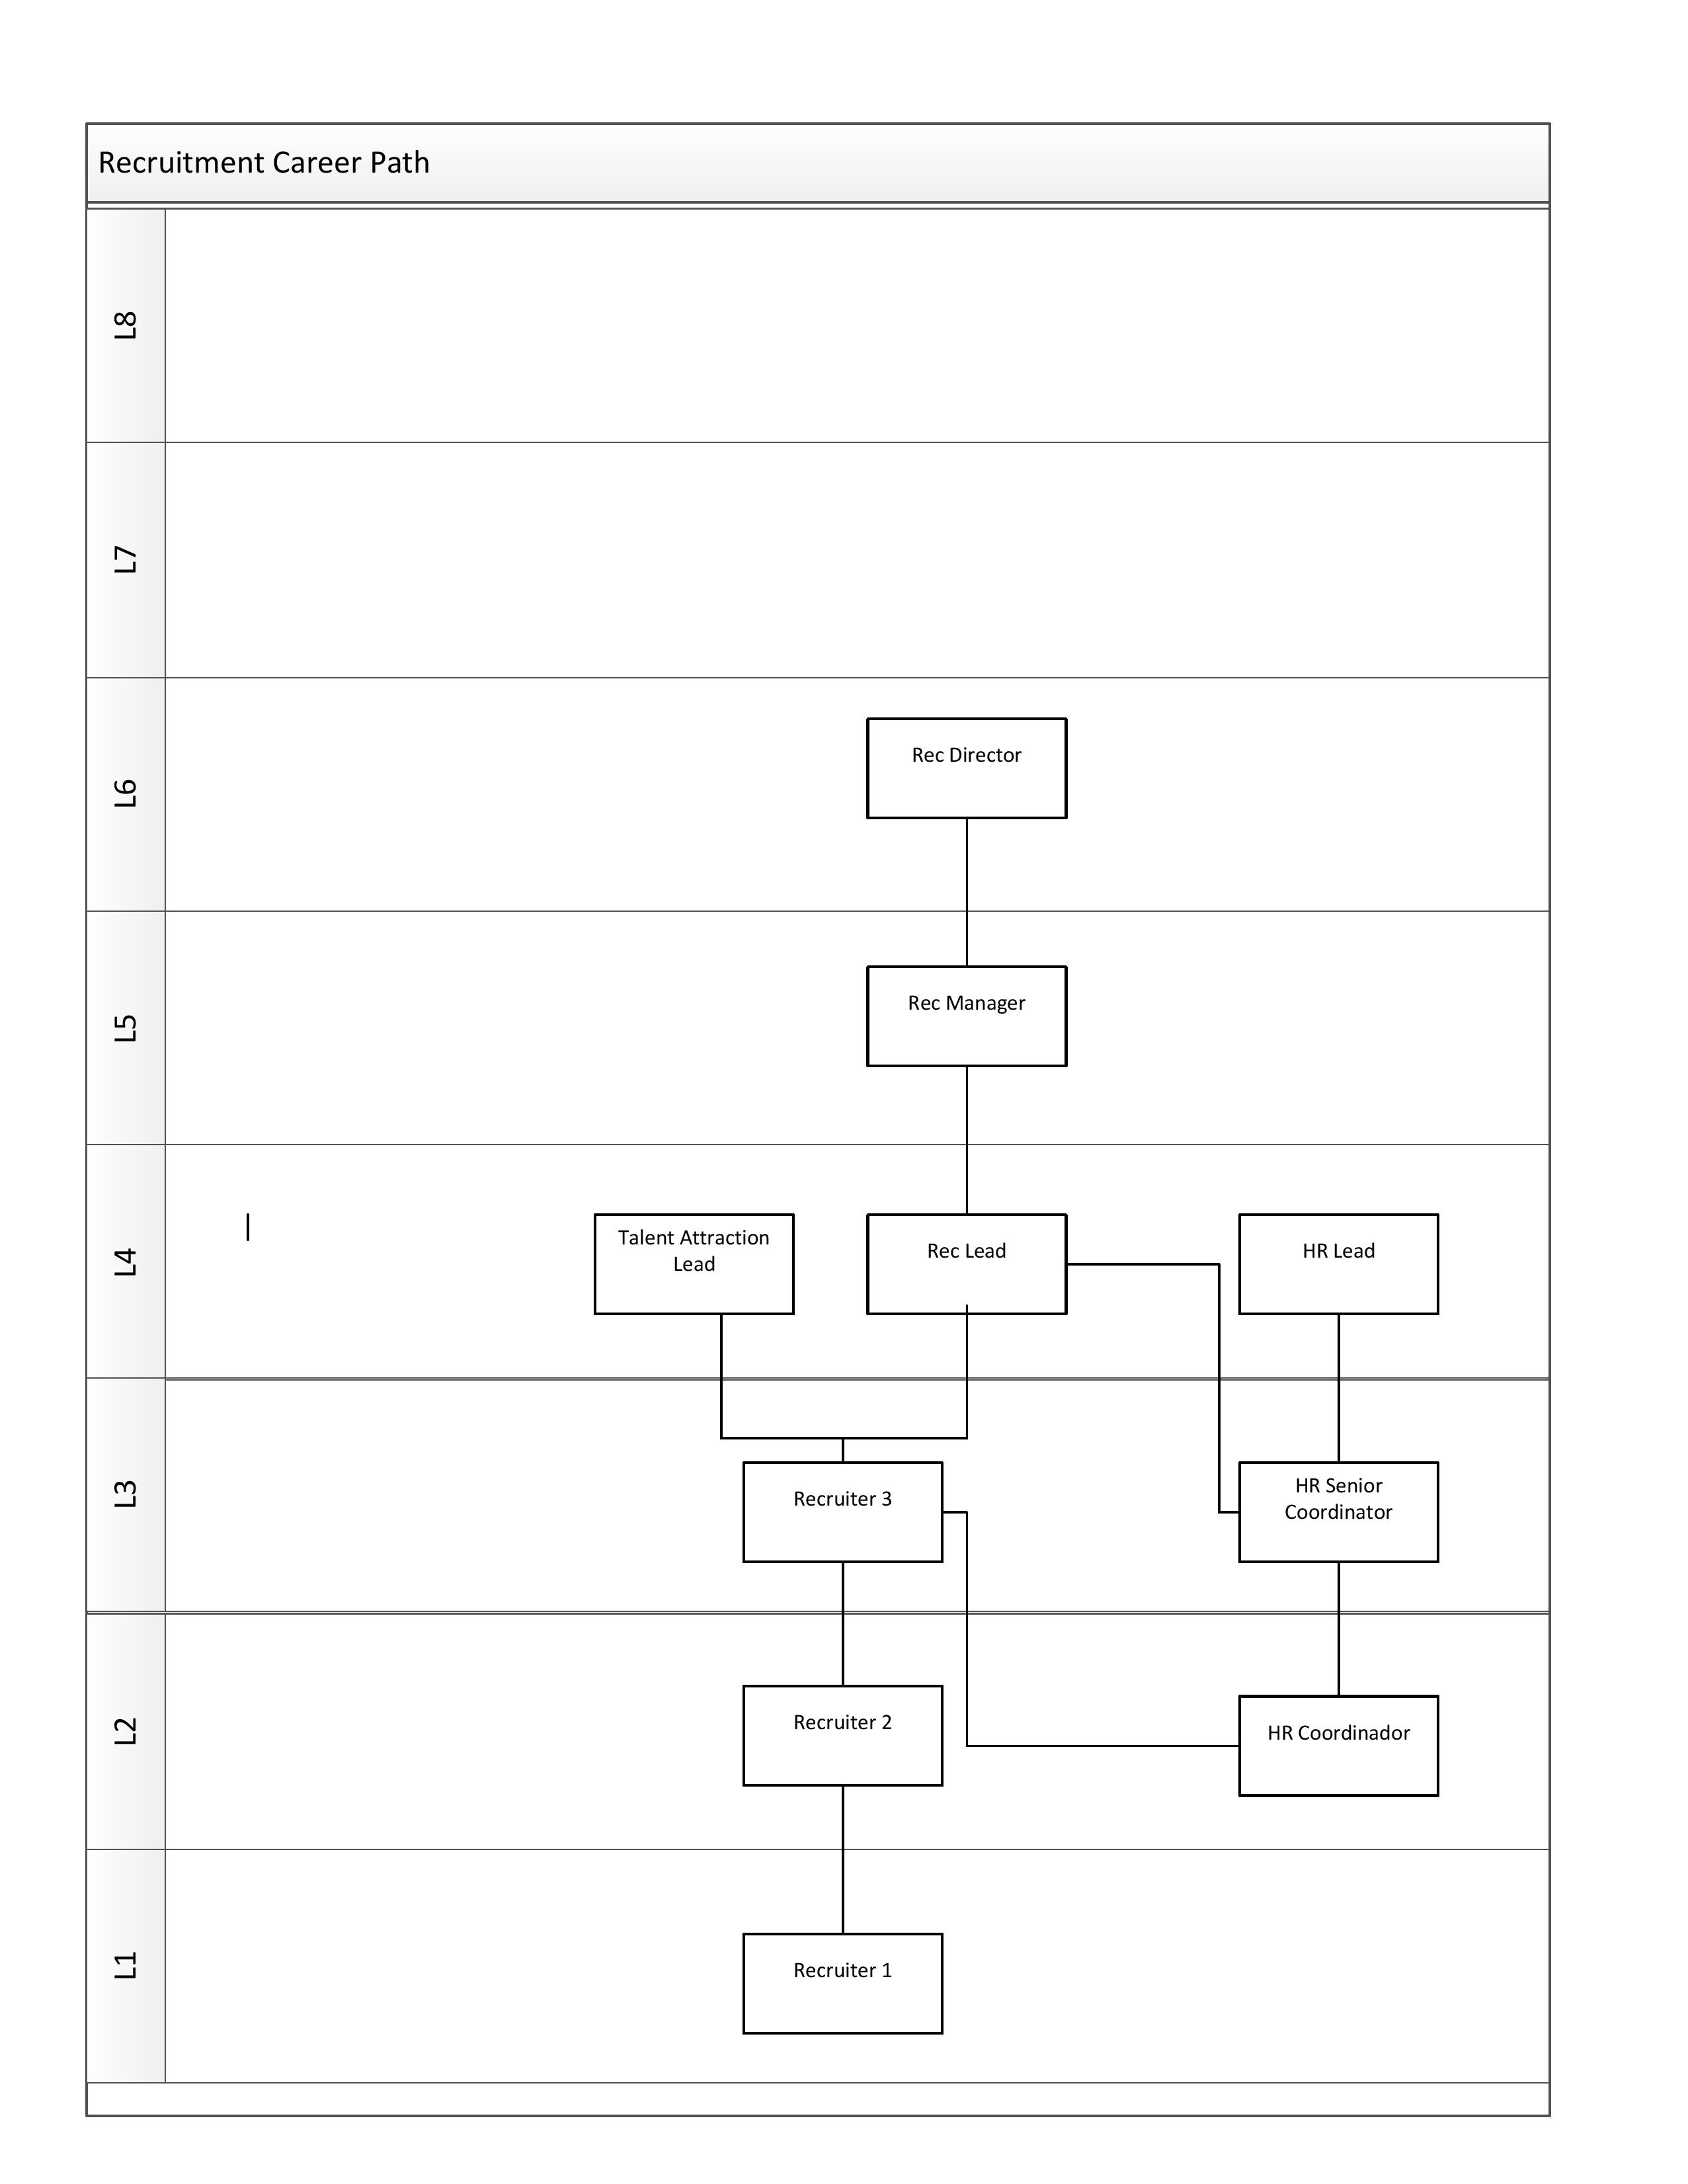 Recruitment Career Path
L8
L7
L6
Rec Director
L5
Rec Manager
L4
Talent Attraction
Lead
Rec Lead
HR Lead
L3
Recruiter 3
HR Senior
Coordinator
L2
Recruiter 2
HR Coordinador
L1
Recruiter 1